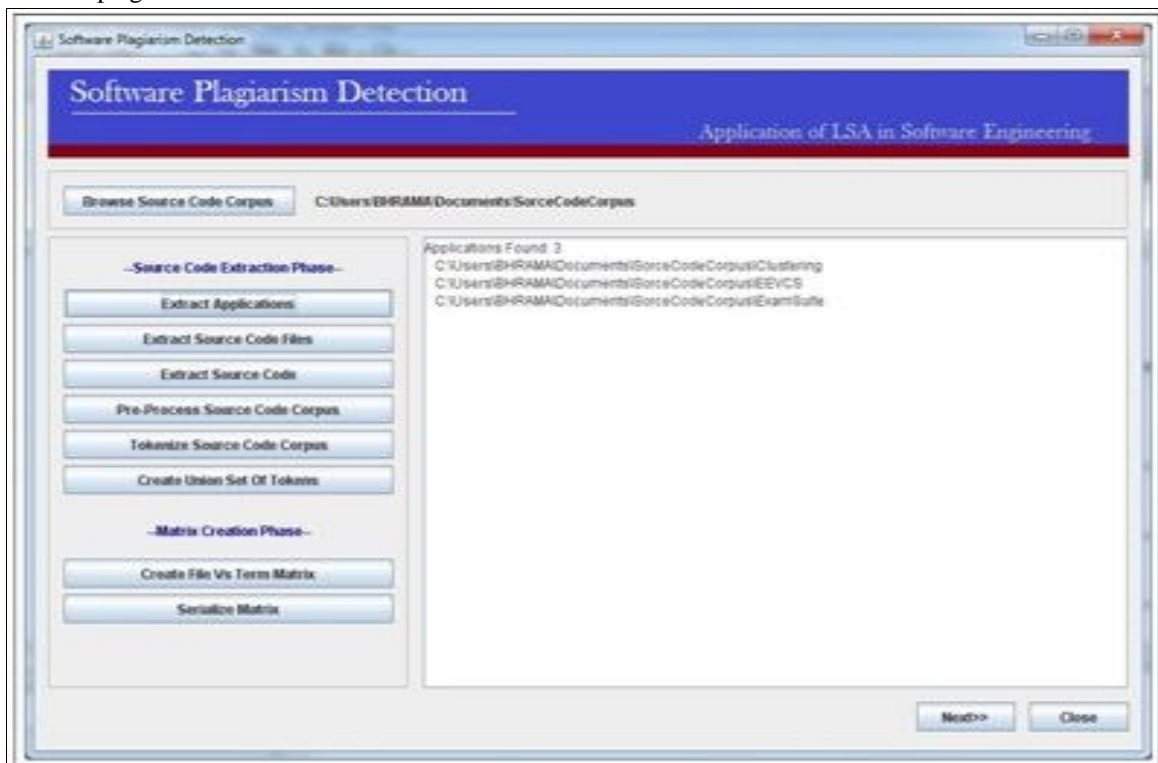 Software Plagiarism Detection
Software Plagiarism Detection
Application of LSA in Software Engineering
Browse Source Code Corpus C:\Users\BHRAMA\Documents\SorceCodeCorpus
--Source Code Extraction Phase--
Extract Applications
Extract Source Code Files
Extract Source Code
Pre-Process Source Code Corpus
Tokenize Source Code Corpus
Create Union Set Of Tokens
--Matrix Creation Phase--
Create File Vs Term Matrix
Serialize Matrix
Applications Found: 3
C:\Users\BHRAMA\Documents\SorceCodeCorpus\Clustering
C:\Users\BHRAMA\Documents\SorceCodeCorpus\EEVCS
C:\Users\BHRAMA\Documents\SorceCodeCorpus\ExamSuite
Next>> Close